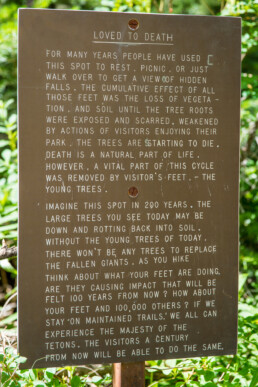 LOVED TO DEATH
FOR MANY YEARS PEOPLE HAVE USED
THIS SPOT TO REST, PICNIC, OR JUST
WALK OVER TO GET A VIEW OF HIDDEN
FALLS. THE CUMULATIVE EFFECT OF ALL
THOSE FEET WAS THE LOSS OF VEGETA-
TION. AND SOIL UNTIL THE TREE ROOTS
WERE EXPOSED AND SCARRED, WEAKENED
BY ACTIONS OF VISITORS ENJOYING THEIR
PARK. THE TREES ARE STARTING TO DIE.
DEATH IS A NATURAL PART OF LIFE.
HOWEVER, A VITAL PART OF THIS CYCLE
WAS REMOVED BY VISITOR'S FEET. - THE
YOUNG TREES.
IMAGINE THIS SPOT IN 200 YEARS. THE
LARGE TREES YOU SEE TODAY MAY BE
DOWN AND ROTTING BACK INTO SOIL.
WITHOUT THE YOUNG TREES OF TODAY.
THERE WON'T BE ANY TREES TO REPLACE
THE FALLEN GIANTS. AS YOU HIKE
THINK ABOUT WHAT YOUR FEET ARE DOING.
ARE THEY CAUSING IMPACT THAT WILL BE
FELT 100 YEARS FROM NOW? HOW ABOUT
YOUR FEET AND 100,000 OTHERS? IF WE
STAY "ON MAINTAINED TRAILS," WE ALL CAN
EXPERIENCE THE MAJESTY OF THE
TETONS. THE VISITORS A CENTURY
FROM NOW WILL BE ABLE TO DO THE SAME.